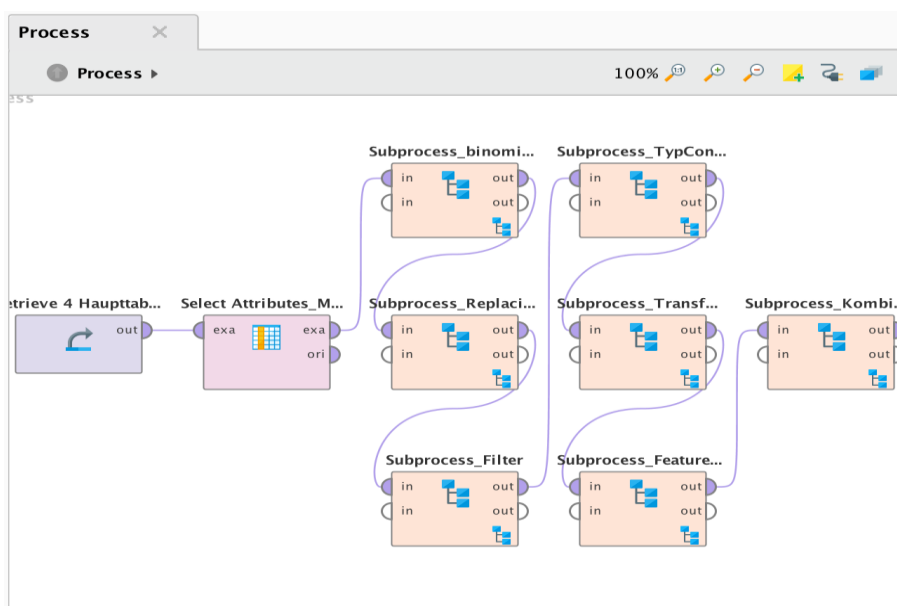 Process
Process
100%
ess
Subprocess_binomi...
in
out
in
out
Subprocess_TypCon...
in
out
in
out
etrieve 4 Haupttab...
out
Select Attributes_M...
exa
exa
ori
Subprocess_Replaci...
in
out
in
out
Subprocess_Transf...
in
out
in
out
Subprocess_Kombi.
in
out
in
out
Subprocess_Filter
in
out
in
out
Subprocess_Feature...
in
out
in
out